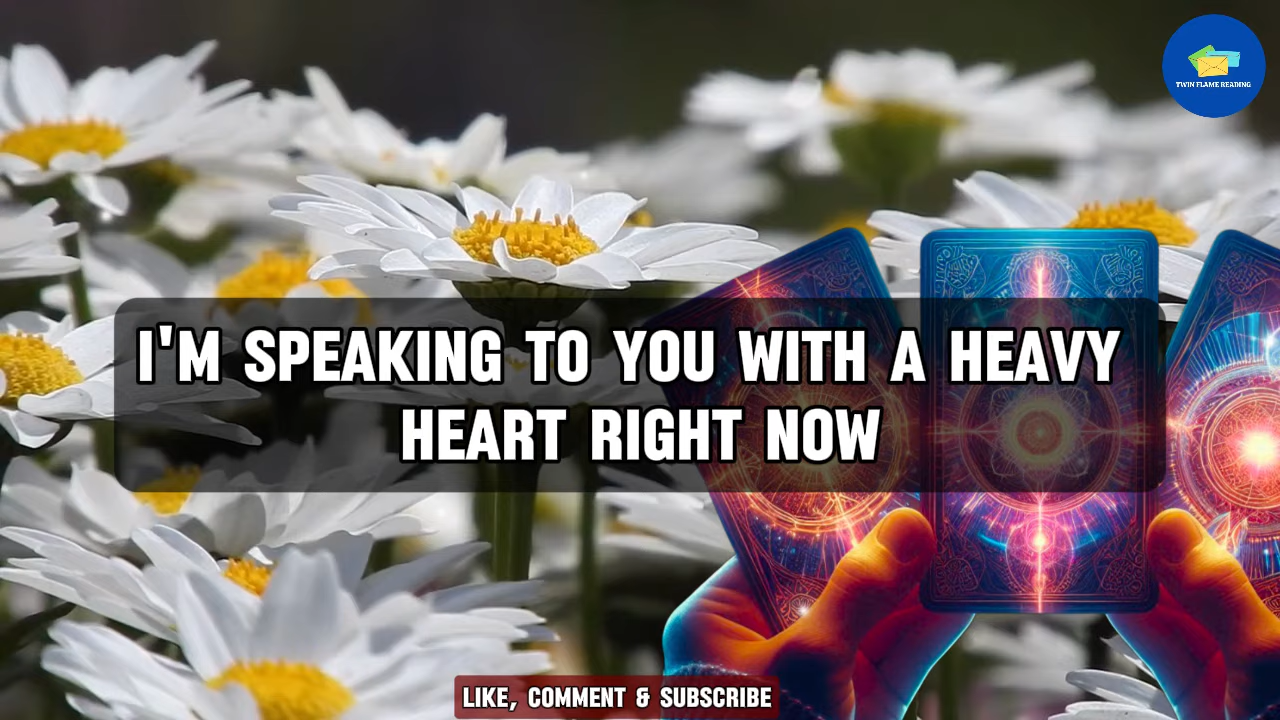 TWIN FLAME READING
I'M SPEAKING TO YOU WITH A HEAVY
HEART RIGHT NOW
LIKE, COMMENT & SUBSCRIBE